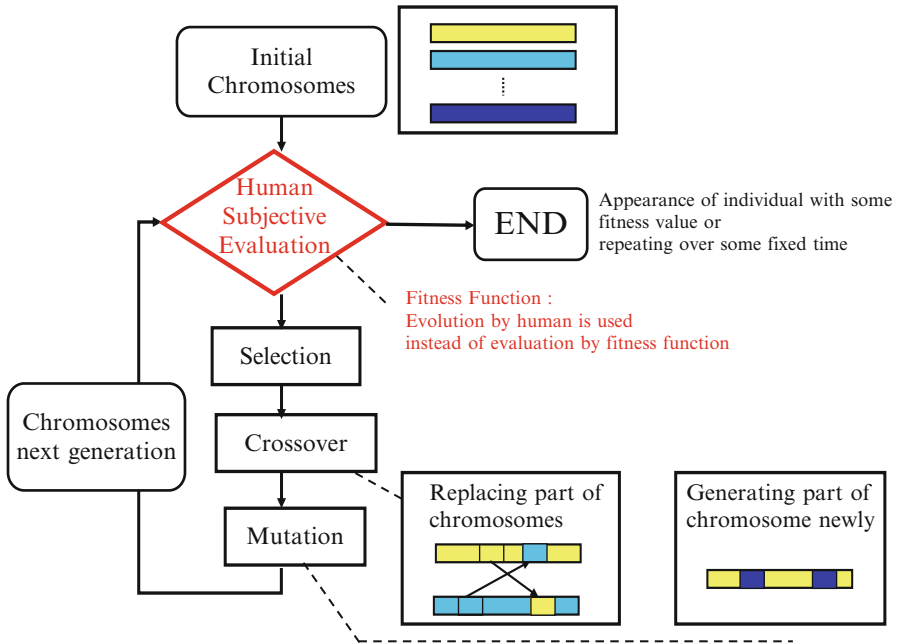 Initial
Chromosomes
Human
Subjective
Evaluation
END
Appearance of individual with some
fitness value or
repeating over some fixed time
Fitness Function :
Evolution by human is used
instead of evaluation by fitness function
Selection
Chromosomes
next generation
Crossover
Mutation
Replacing part of
chromosomes
Generating part of
chromosome newly